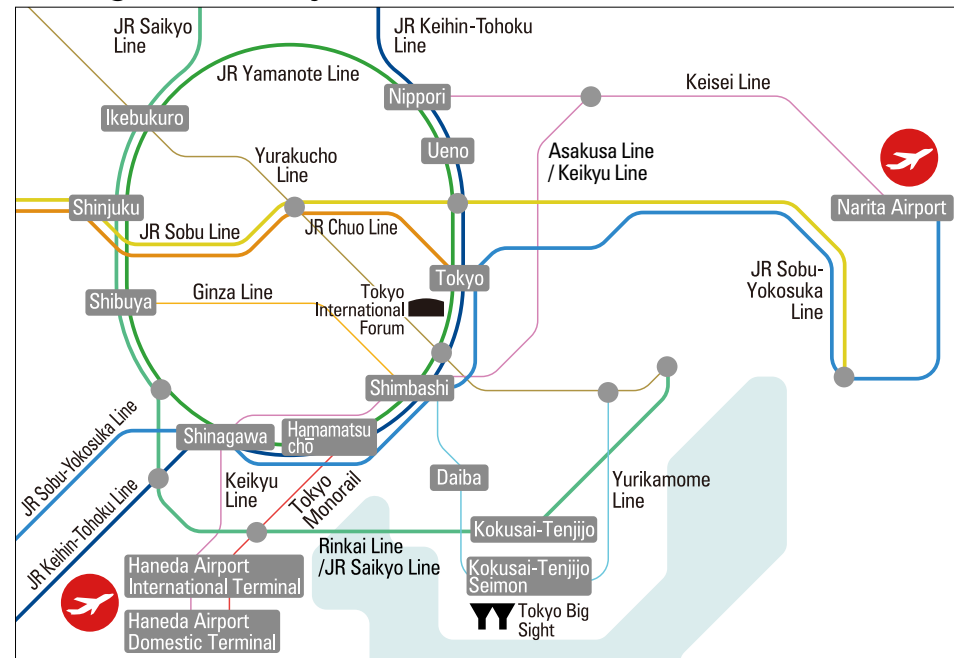 JR Saikyo
Line
JR Keihin-Tohoku
Line
JR Yamanote Line
Nippori
Keisei Line
Ikebukuro
Ueno
Yurakucho
Line
Asakusa Line
/ Keikyu Line
Shinjuku
Narita Airport
JR Sobu Line
JR Chuo Line
Tokyo
JR Sobu-
Yokosuka
Line
Shibuya
Ginza Line
Tokyo
International
Forum
Shimbashi
Shinagawa
Hamamatsu
chō
JR Sobu-Yokosuka Line
JR Keihin-Tohoku Line
Keikyu
Line
Tokyo
Monorail
Daiba
Yurikamome
Line
Kokusai-Tenjijo
Rinkai Line
/JR Saikyo Line
Haneda Airport
International Terminal
Kokusai-Tenjijo
Seimon
Haneda Airport
Domestic Terminal
Tokyo Big
Sight